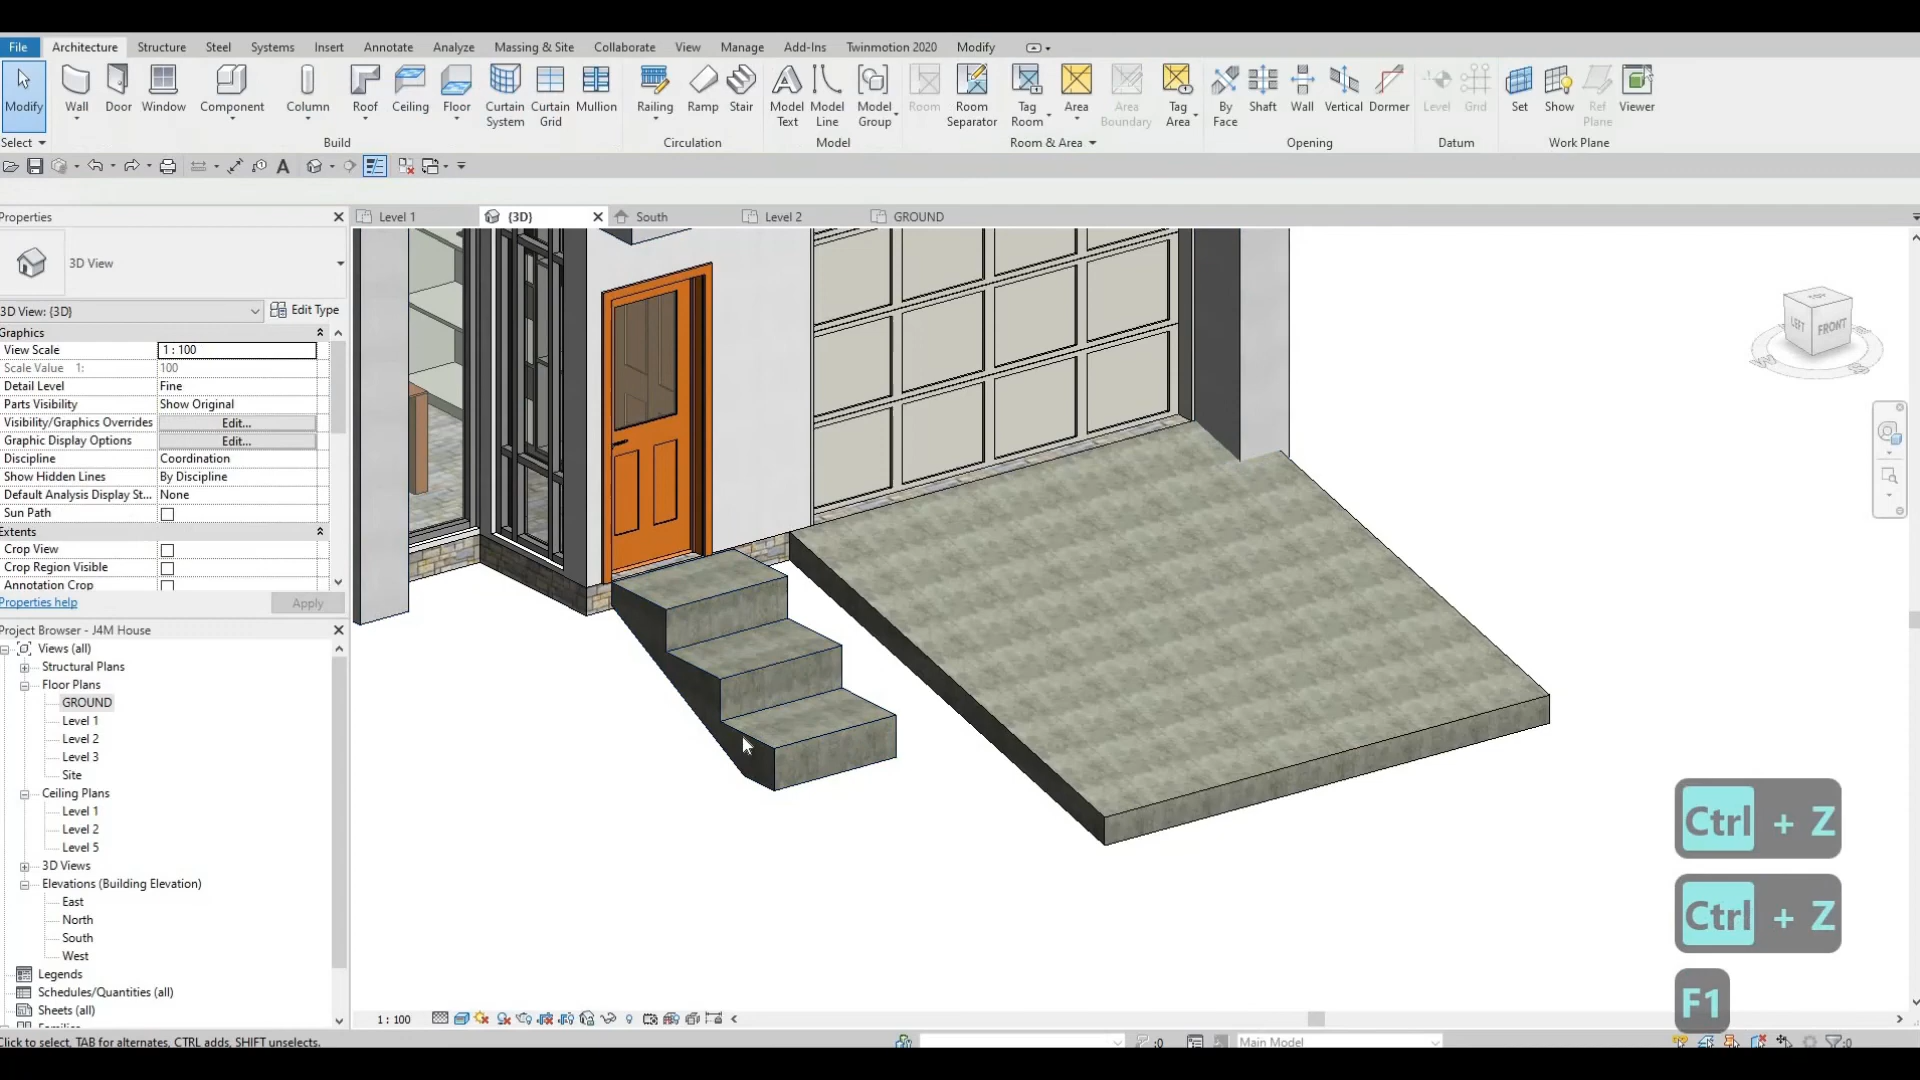 File Architecture Structure Steel Systems Insert Annotate Analyze Massing & Site Collaborate View Manage Add-Ins Twinmotion 2020 Modify
Modify Wall Door Window Component Column Roof Ceiling Floor Curtain System Curtain Grid Mullion Railing Ramp Stair Model Text Model Line Model Group Room Room Separator Tag Room Area Area Boundary Tag Area By Face Shaft Wall Vertical Dormer Level Grid Set Show Ref Plane Viewer
Select Build Circulation Model Room & Area Opening Datum Work Plane
Properties
Level 1 {3D} South Level 2 GROUND
3D View
3D View: {3D} Edit Type
Graphics
View Scale 1 : 100
Scale Value 1: 100
Detail Level Fine
Parts Visibility Show Original
Visibility/Graphics Overrides Edit...
Graphic Display Options Edit...
Discipline Coordination
Show Hidden Lines By Discipline
Default Analysis Display St... None
Sun Path
Extents
Crop View
Crop Region Visible
Annotation Crop
Properties help Apply
Project Browser - J4M House
Views (all)
Structural Plans
Floor Plans
GROUND
Level 1
Level 2
Level 3
Site
Ceiling Plans
Level 1
Level 2
Level 5
3D Views
Elevations (Building Elevation)
East
North
South
West
Legends
Schedules/Quantities (all)
Sheets (all)
TOP
LEFT FRONT
W S
Ctrl + Z
Ctrl + Z
F1
1 : 100
Click to select, TAB for alternates, CTRL adds, SHIFT unselects. :0 Main Model :0